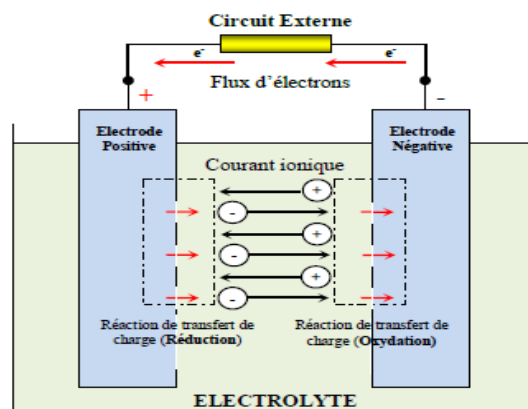 Circuit Externe
e-
e-
Flux d'électrons
+
-
Electrode
Positive
Electrode
Négative
Courant ionique
+
-
+
-
+
-
Réaction de transfert de
charge (Réduction)
Réaction de transfert de
charge (Oxydation)
ELECTROLYTE